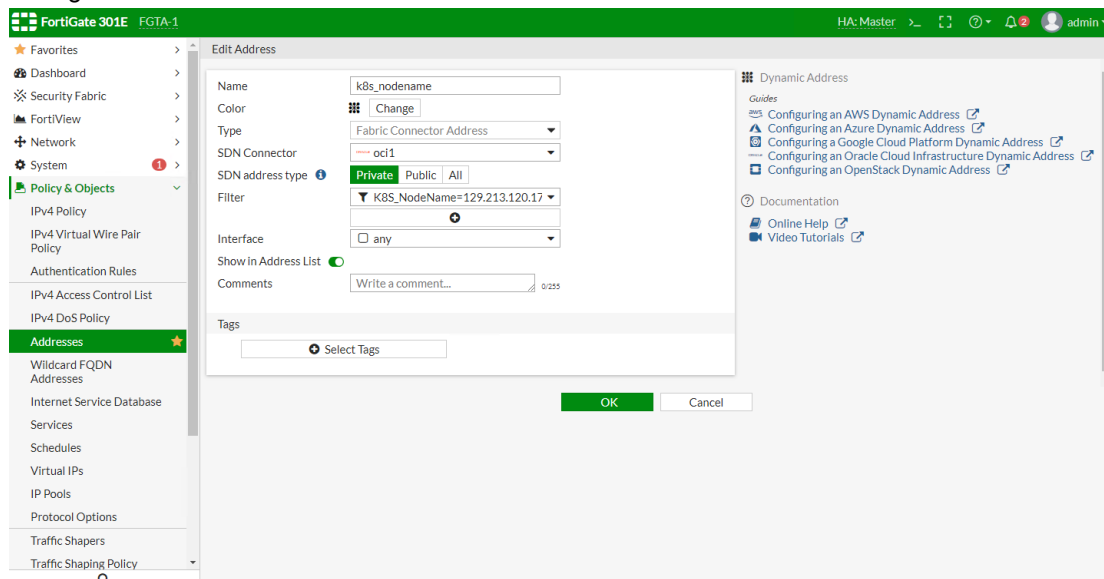 FortiGate 301E FGTA-1
HA: Master >_ 2 admin
Favorites
Dashboard
Security Fabric
FortiView
Network
System 1
Policy & Objects
IPv4 Policy
IPv4 Virtual Wire Pair
Policy
Authentication Rules
IPv4 Access Control List
IPv4 DoS Policy
Addresses
Wildcard FQDN
Addresses
Internet Service Database
Services
Schedules
Virtual IPs
IP Pools
Protocol Options
Traffic Shapers
Traffic Shaping Policy
Edit Address
Name k8s_nodename
Color Change
Type Fabric Connector Address
SDN Connector oci1
SDN address type Private Public All
Filter K8S_NodeName=129.213.120.17
Interface any
Show in Address List
Comments Write a comment... 0/255
Tags
Select Tags
OK Cancel
Dynamic Address
Guides
aws Configuring an AWS Dynamic Address
Configuring an Azure Dynamic Address
Configuring a Google Cloud Platform Dynamic Address
Configuring an Oracle Cloud Infrastructure Dynamic Address
Configuring an OpenStack Dynamic Address
Documentation
Online Help
Video Tutorials